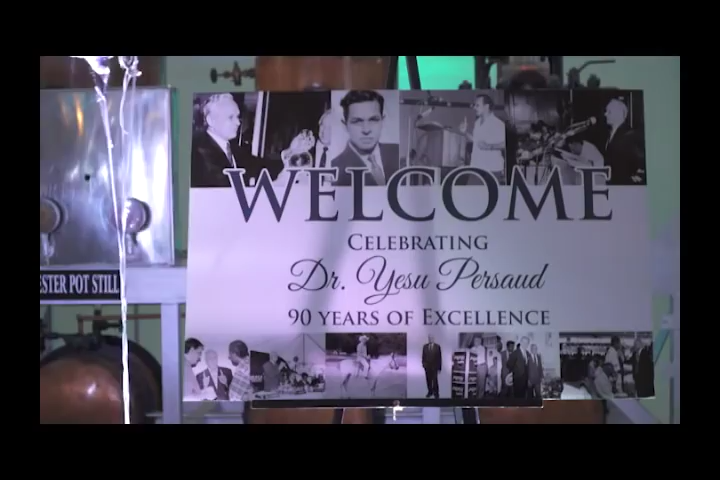 WELCOME
CELEBRATING
Dr. Yesu Persaud
90 YEARS OF EXCELLENCE
ESTER POT STILL